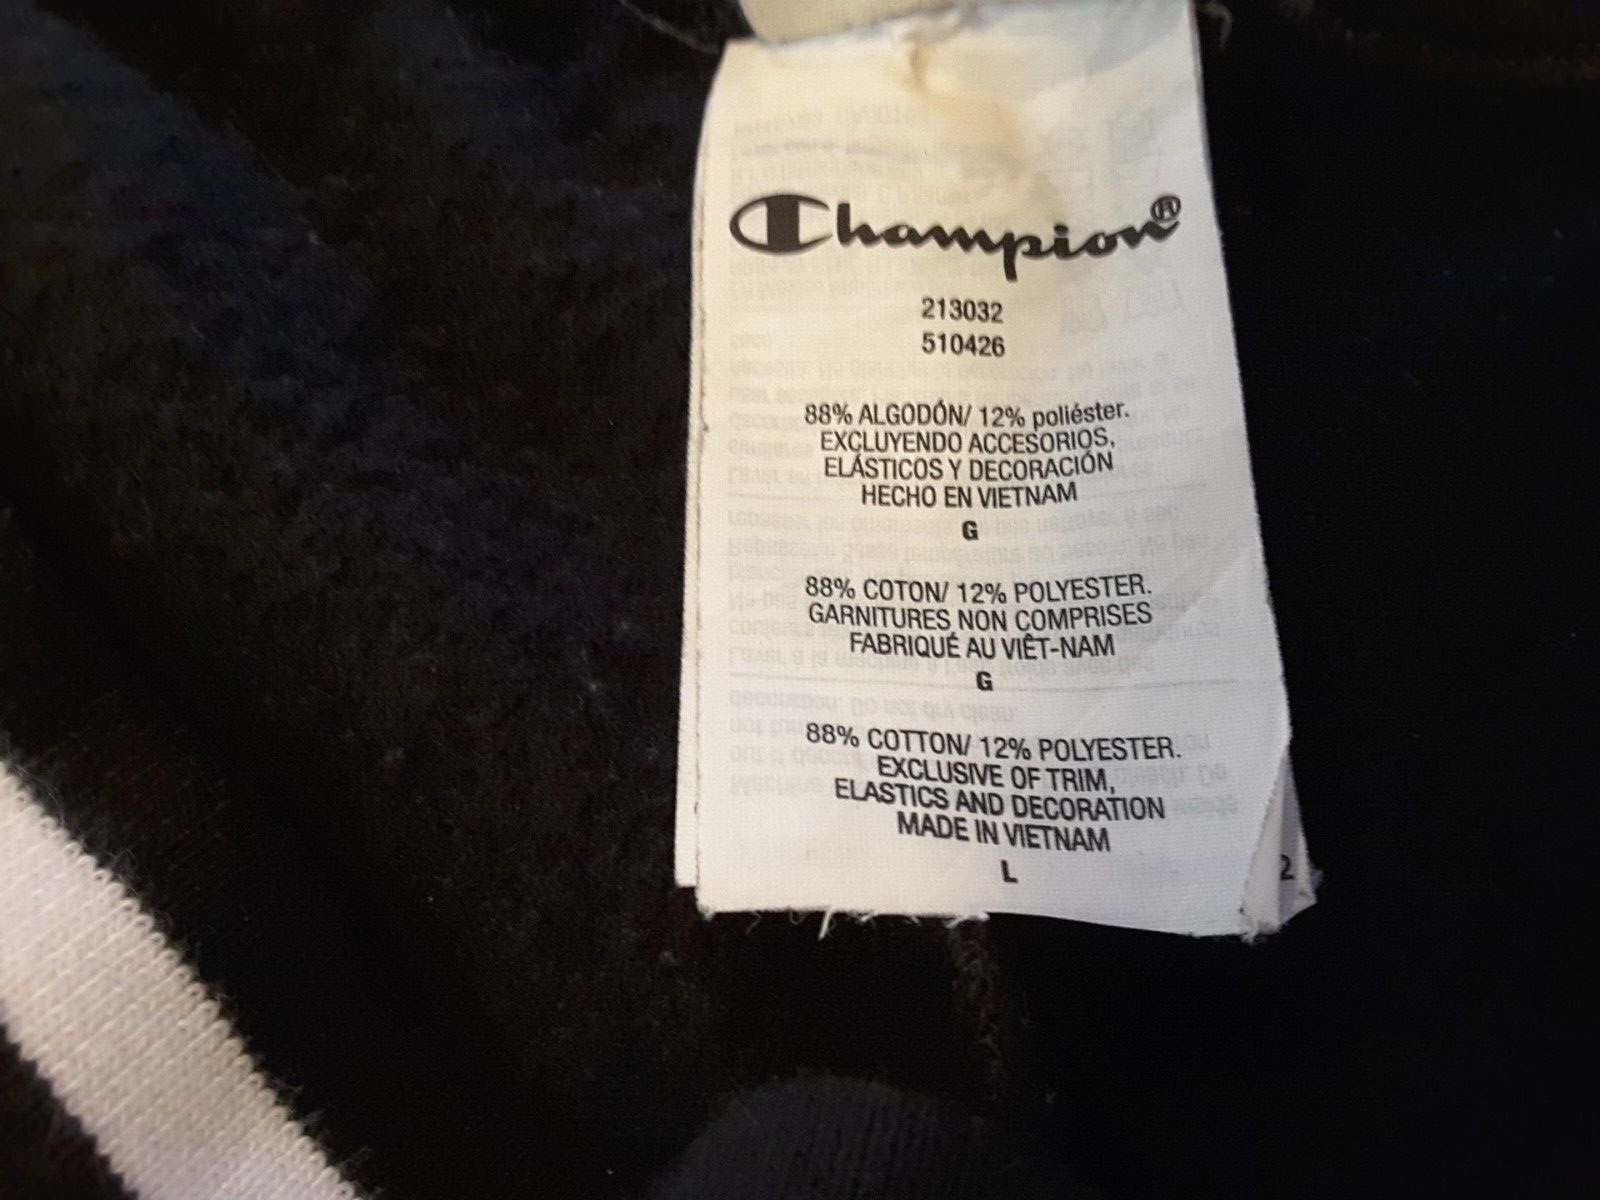 Champion®
213032
510426
88% ALGODÓN/ 12% poliéster.
EXCLUYENDO ACCESORIOS,
ELÁSTICOS Y DECORACIÓN
HECHO EN VIETNAM
G
88% COTON/ 12% POLYESTER.
GARNITURES NON COMPRISES
FABRIQUÉ AU VIÊT-NAM
G
88% COTTON/ 12% POLYESTER.
EXCLUSIVE OF TRIM,
ELASTICS AND DECORATION
MADE IN VIETNAM
L
2